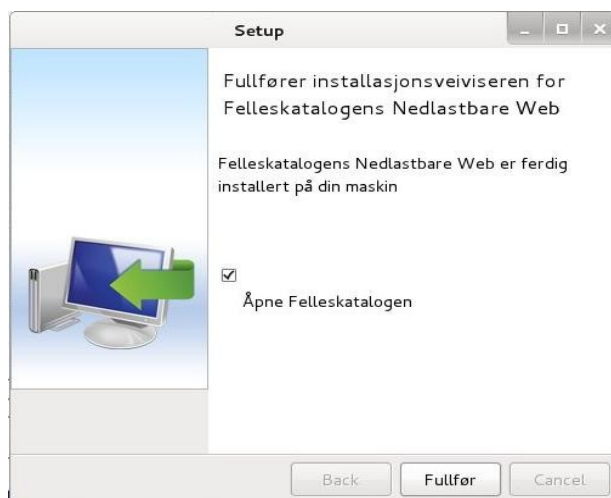 Setup
Fullfører installasjonsveiviseren for
Felleskatalogens Nedlastbare Web
Felleskatalogens Nedlastbare Web er ferdig
installert på din maskin
Åpne Felleskatalogen
Back
Fullfør
Cancel